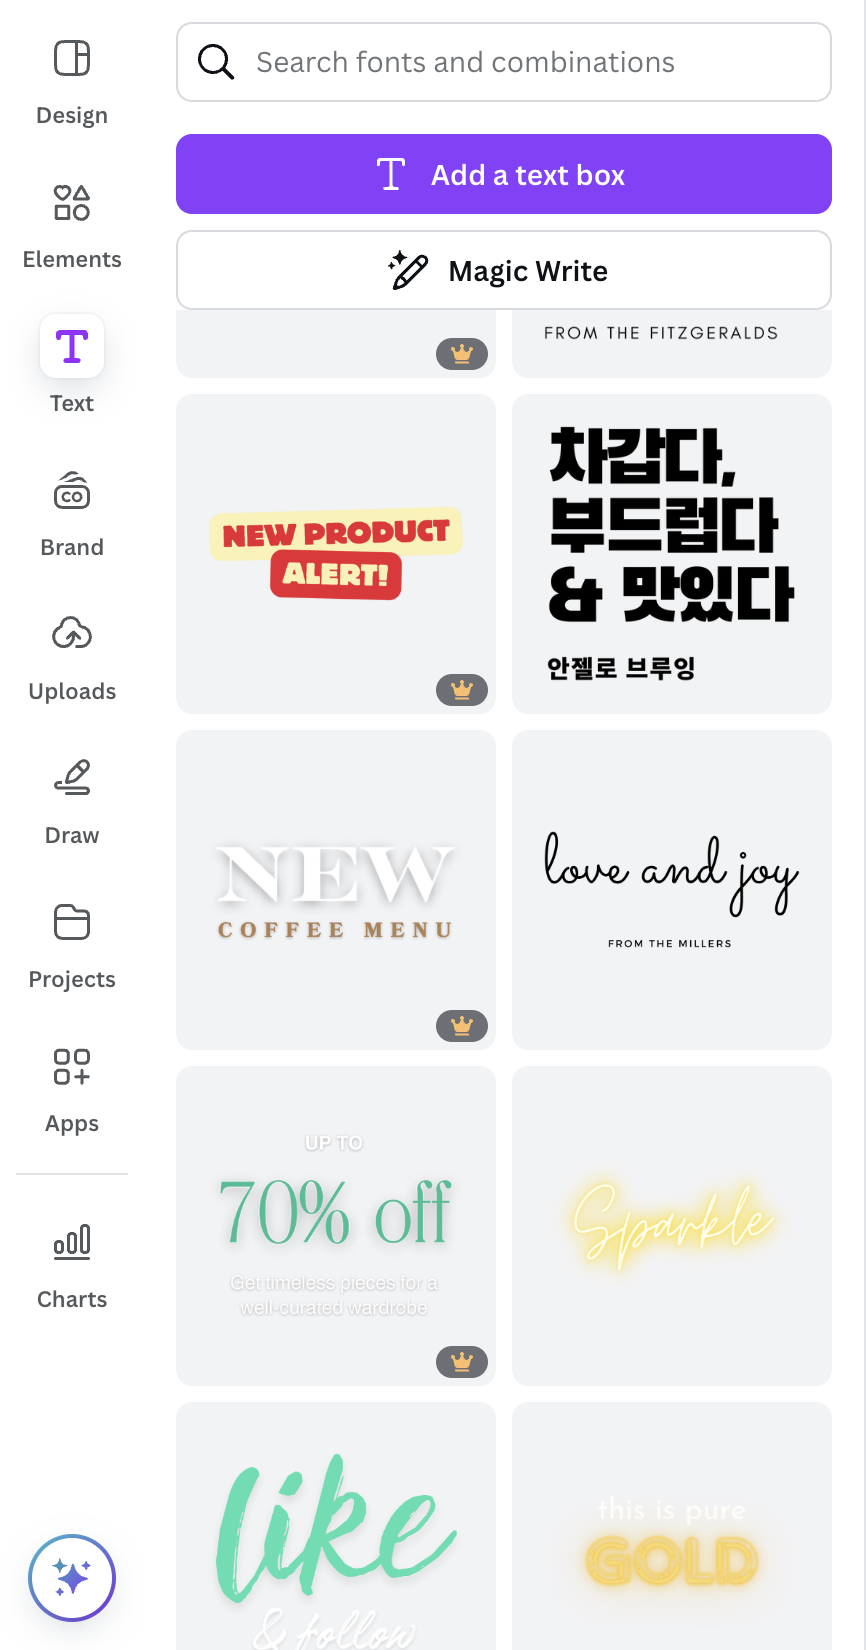 Search fonts and combinations
Design
Add a text box
Elements
Magic Write
Text
FROM THE FITZGERALDS
Brand
CO
Uploads
Draw
Projects
Apps
Charts
NEW PRODUCT
ALERT!
차갑다,
부드럽다
& 맛있다
안젤로 브루잉
NEW
COFFEE MENU
love and joy
FROM THE MILLERS
UP TO
70% off
Get timeless pieces for a
well-curated wardrobe
Sparkle
like
& follow
this is pure
GOLD